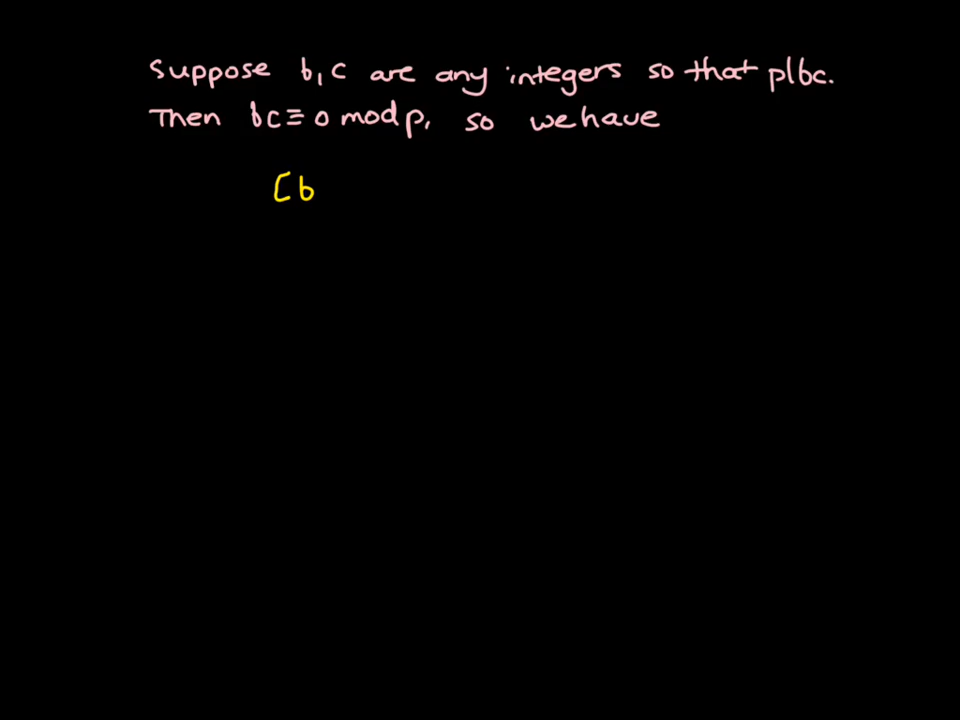 Suppose b, c are any integers so that p|bc.
Then bc ≡ 0 mod p, so we have
[b